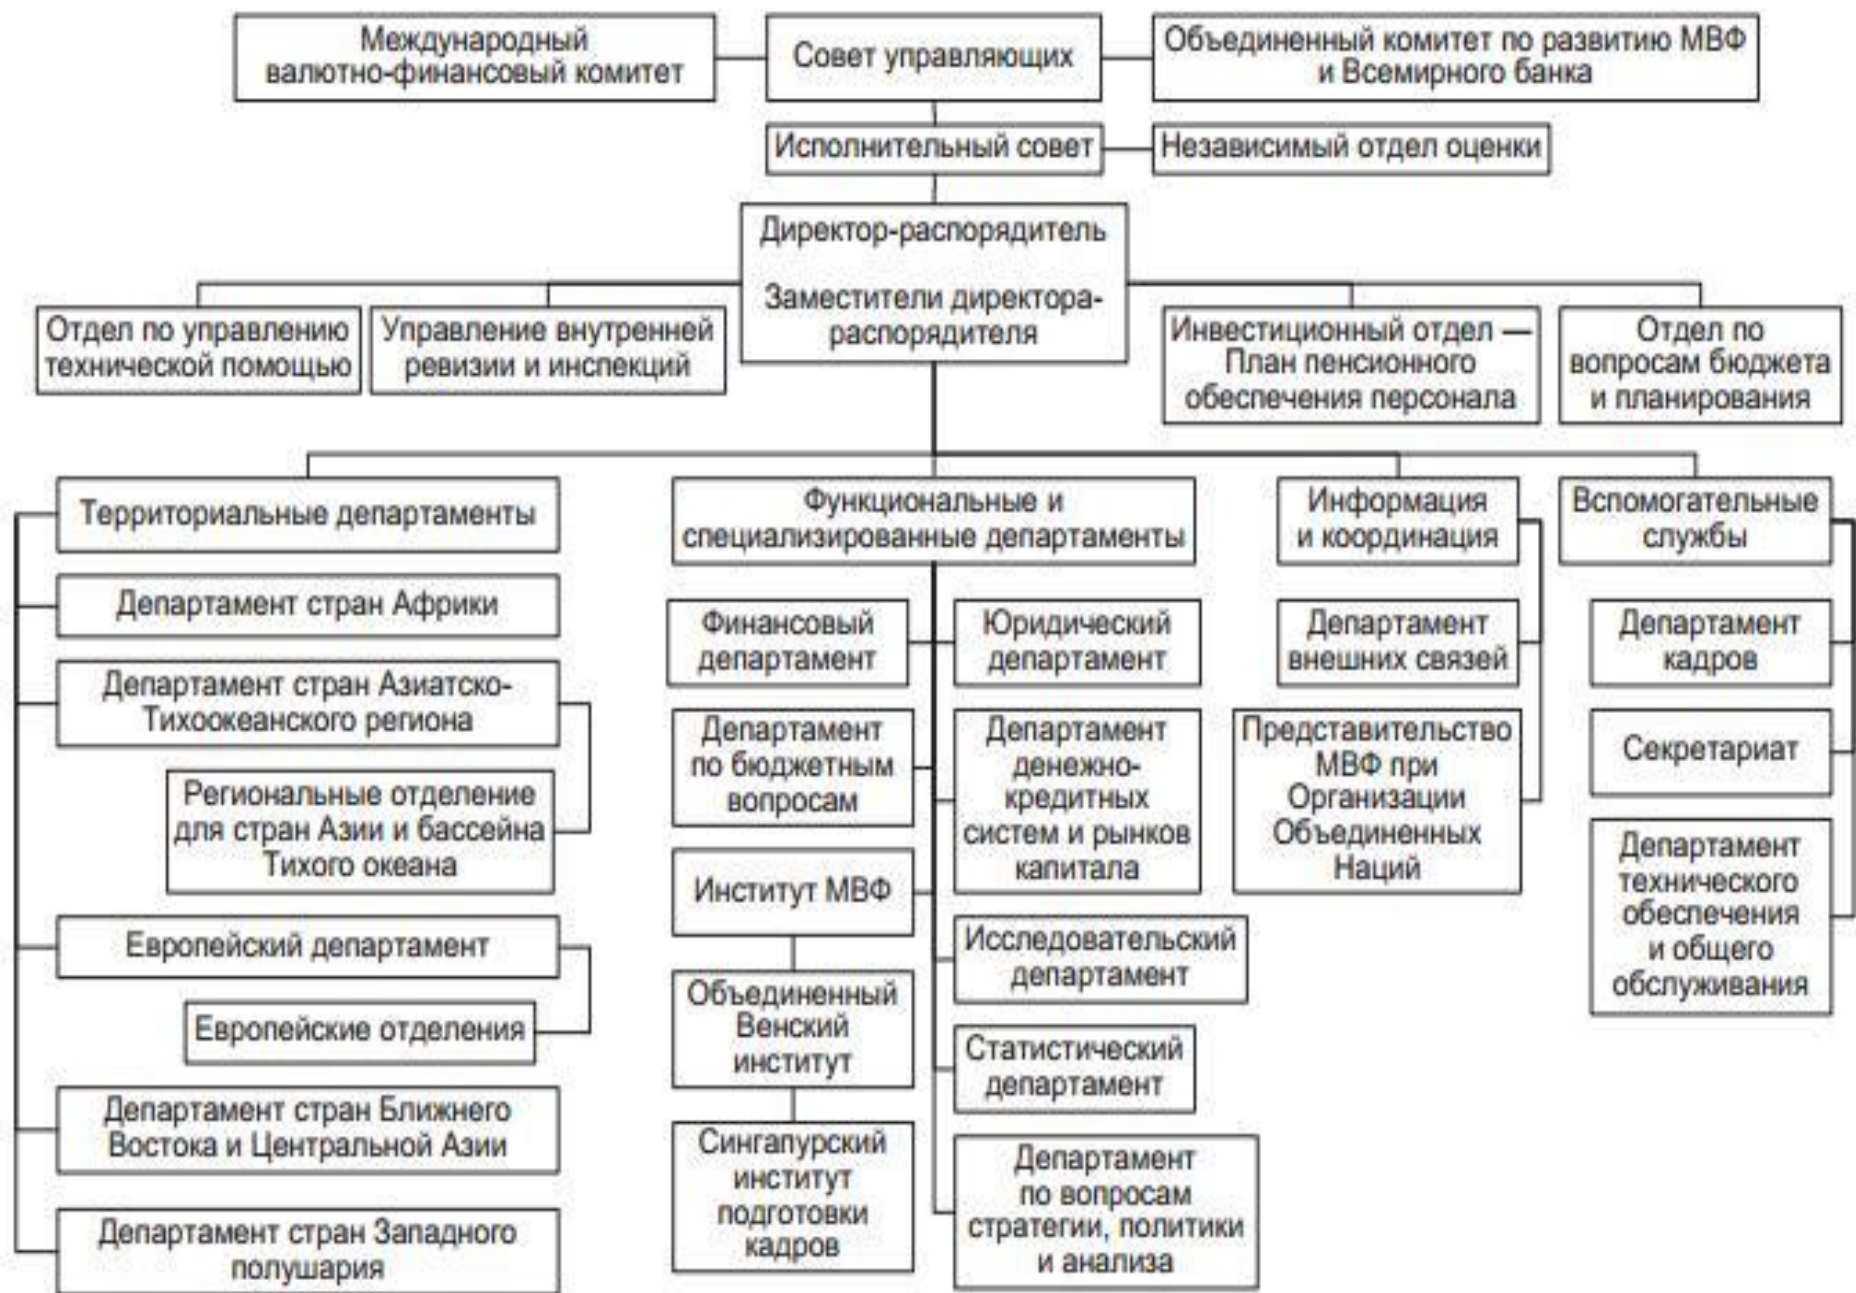 Международный
валютно-финансовый комитет
Совет управляющих
Объединенный комитет по развитию МВФ
и Всемирного банка
Исполнительный совет
Независимый отдел оценки
Директор-распорядитель
Заместители директора-
распорядителя
Отдел по управлению
технической помощью
Управление внутренней
ревизии и инспекций
Инвестиционный отдел —
План пенсионного
обеспечения персонала
Отдел по
вопросам бюджета
и планирования
Территориальные департаменты
Департамент стран Африки
Департамент стран Азиатско-
Тихоокеанского региона
Региональные отделение
для стран Азии и бассейна
Тихого океана
Европейский департамент
Европейские отделения
Департамент стран Ближнего
Востока и Центральной Азии
Департамент стран Западного
полушария
Функциональные и
специализированные департаменты
Финансовый
департамент
Департамент
по бюджетным
вопросам
Институт МВФ
Объединенный
Венский
институт
Сингапурский
институт
подготовки
кадров
Юридический
департамент
Департамент
денежно-
кредитных
систем и рынков
капитала
Исследовательский
департамент
Статистический
департамент
Департамент
по вопросам
стратегии, политики
и анализа
Информация
и координация
Департамент
внешних связей
Представительство
МВФ при
Организации
Объединенных
Наций
Вспомогательные
службы
Департамент
кадров
Секретариат
Департамент
технического
обеспечения
и общего
обслуживания